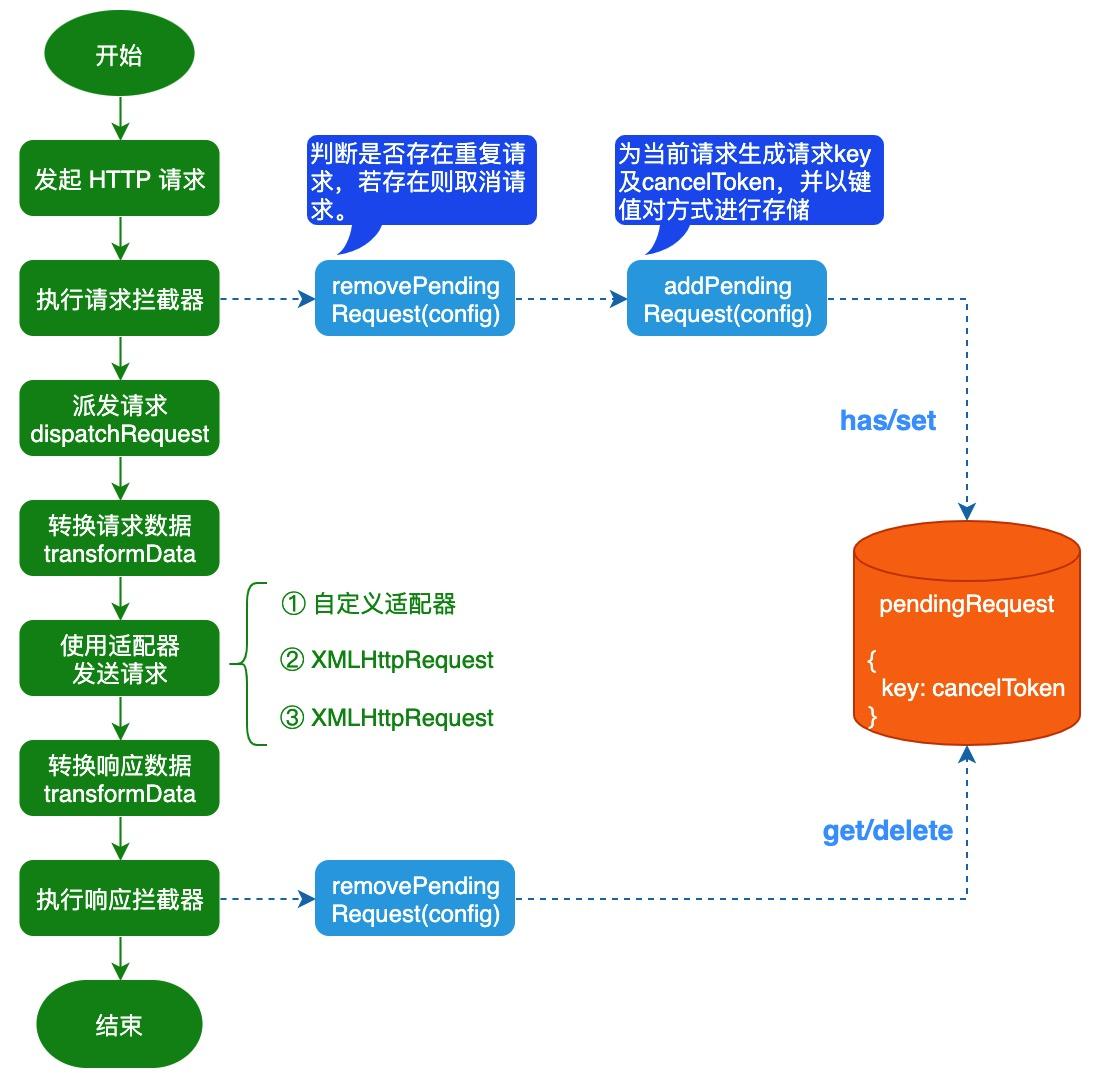 开始
发起 HTTP 请求
判断是否存在重复请
求，若存在则取消请
求。
为当前请求生成请求key
及cancelToken，并以键
值对方式进行存储
执行请求拦截器
removePending
Request(config)
addPending
Request(config)
派发请求
dispatchRequest
has/set
转换请求数据
transformData
使用适配器
发送请求
① 自定义适配器
② XMLHttpRequest
③ XMLHttpRequest
pendingRequest
{
key: cancelToken
}
转换响应数据
transformData
get/delete
执行响应拦截器
removePending
Request(config)
结束